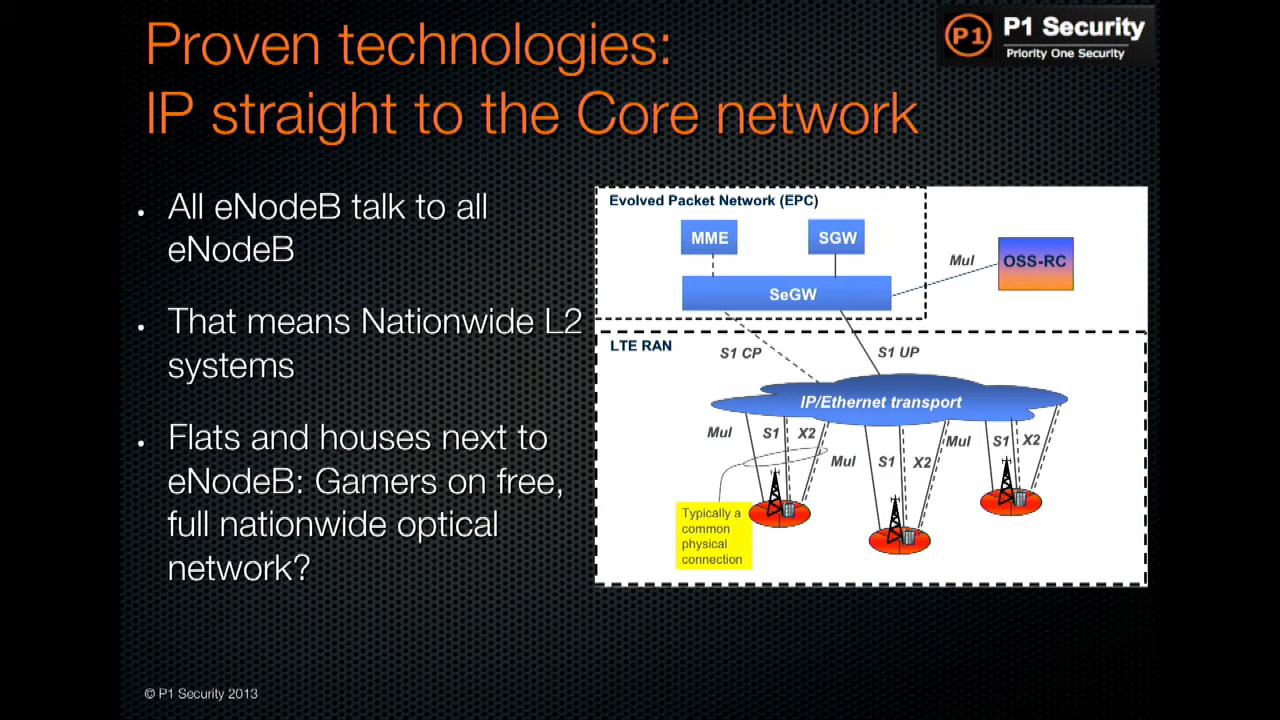 Proven technologies:
IP straight to the Core network
P1
P1 Security
Priority One Security
• All eNodeB talk to all
eNodeB
• That means Nationwide L2
systems
• Flats and houses next to
eNodeB: Gamers on free,
full nationwide optical
network?
Evolved Packet Network (EPC)
MME
SGW
Mul
OSS-RC
SeGW
LTE RAN
S1 CP
S1 UP
IP/Ethernet transport
Mul S1 X2
Mul S1 X2
Mul S1 X2
Typically a
common
physical
connection
© P1 Security 2013